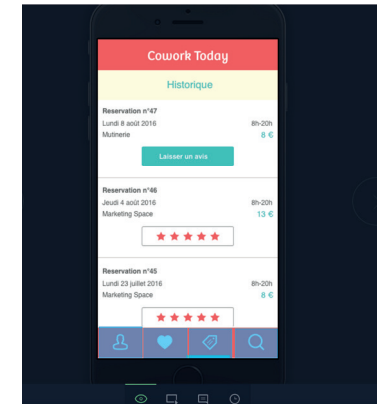 Cowork Today
Historique
Reservation n°47
Lundi 8 août 2016 8h-20h
Mutinerie 8 €
Laisser un avis
Reservation n°46
Jeudi 4 août 2016 8h-20h
Marketing Space 13 €
Reservation n°45
Lundi 23 juillet 2016 8h-20h
Marketing Space 8 €